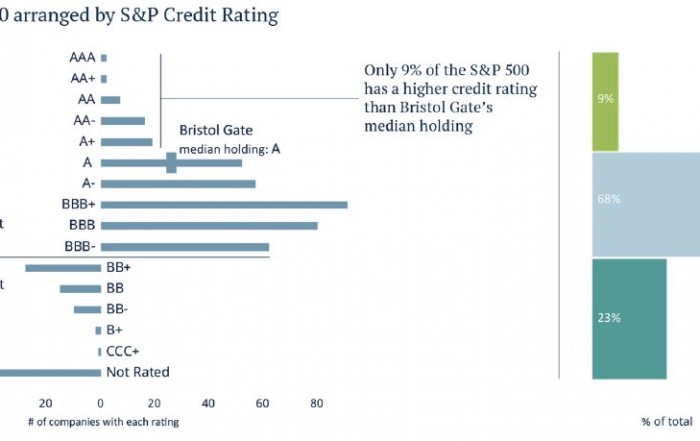 0 arranged by S&P Credit Rating
AAA
AA+
AA
AA-
A+
A
A-
BBB+
BBB
BBB-
BB+
BB
BB-
B+
CCC+
Not Rated
20 0 20 40 60 80
# of companies with each rating
Bristol Gate
median holding: A
Only 9% of the S&P 500
has a higher credit rating
than Bristol Gate's
median holding
t
t
9%
68%
23%
% of total